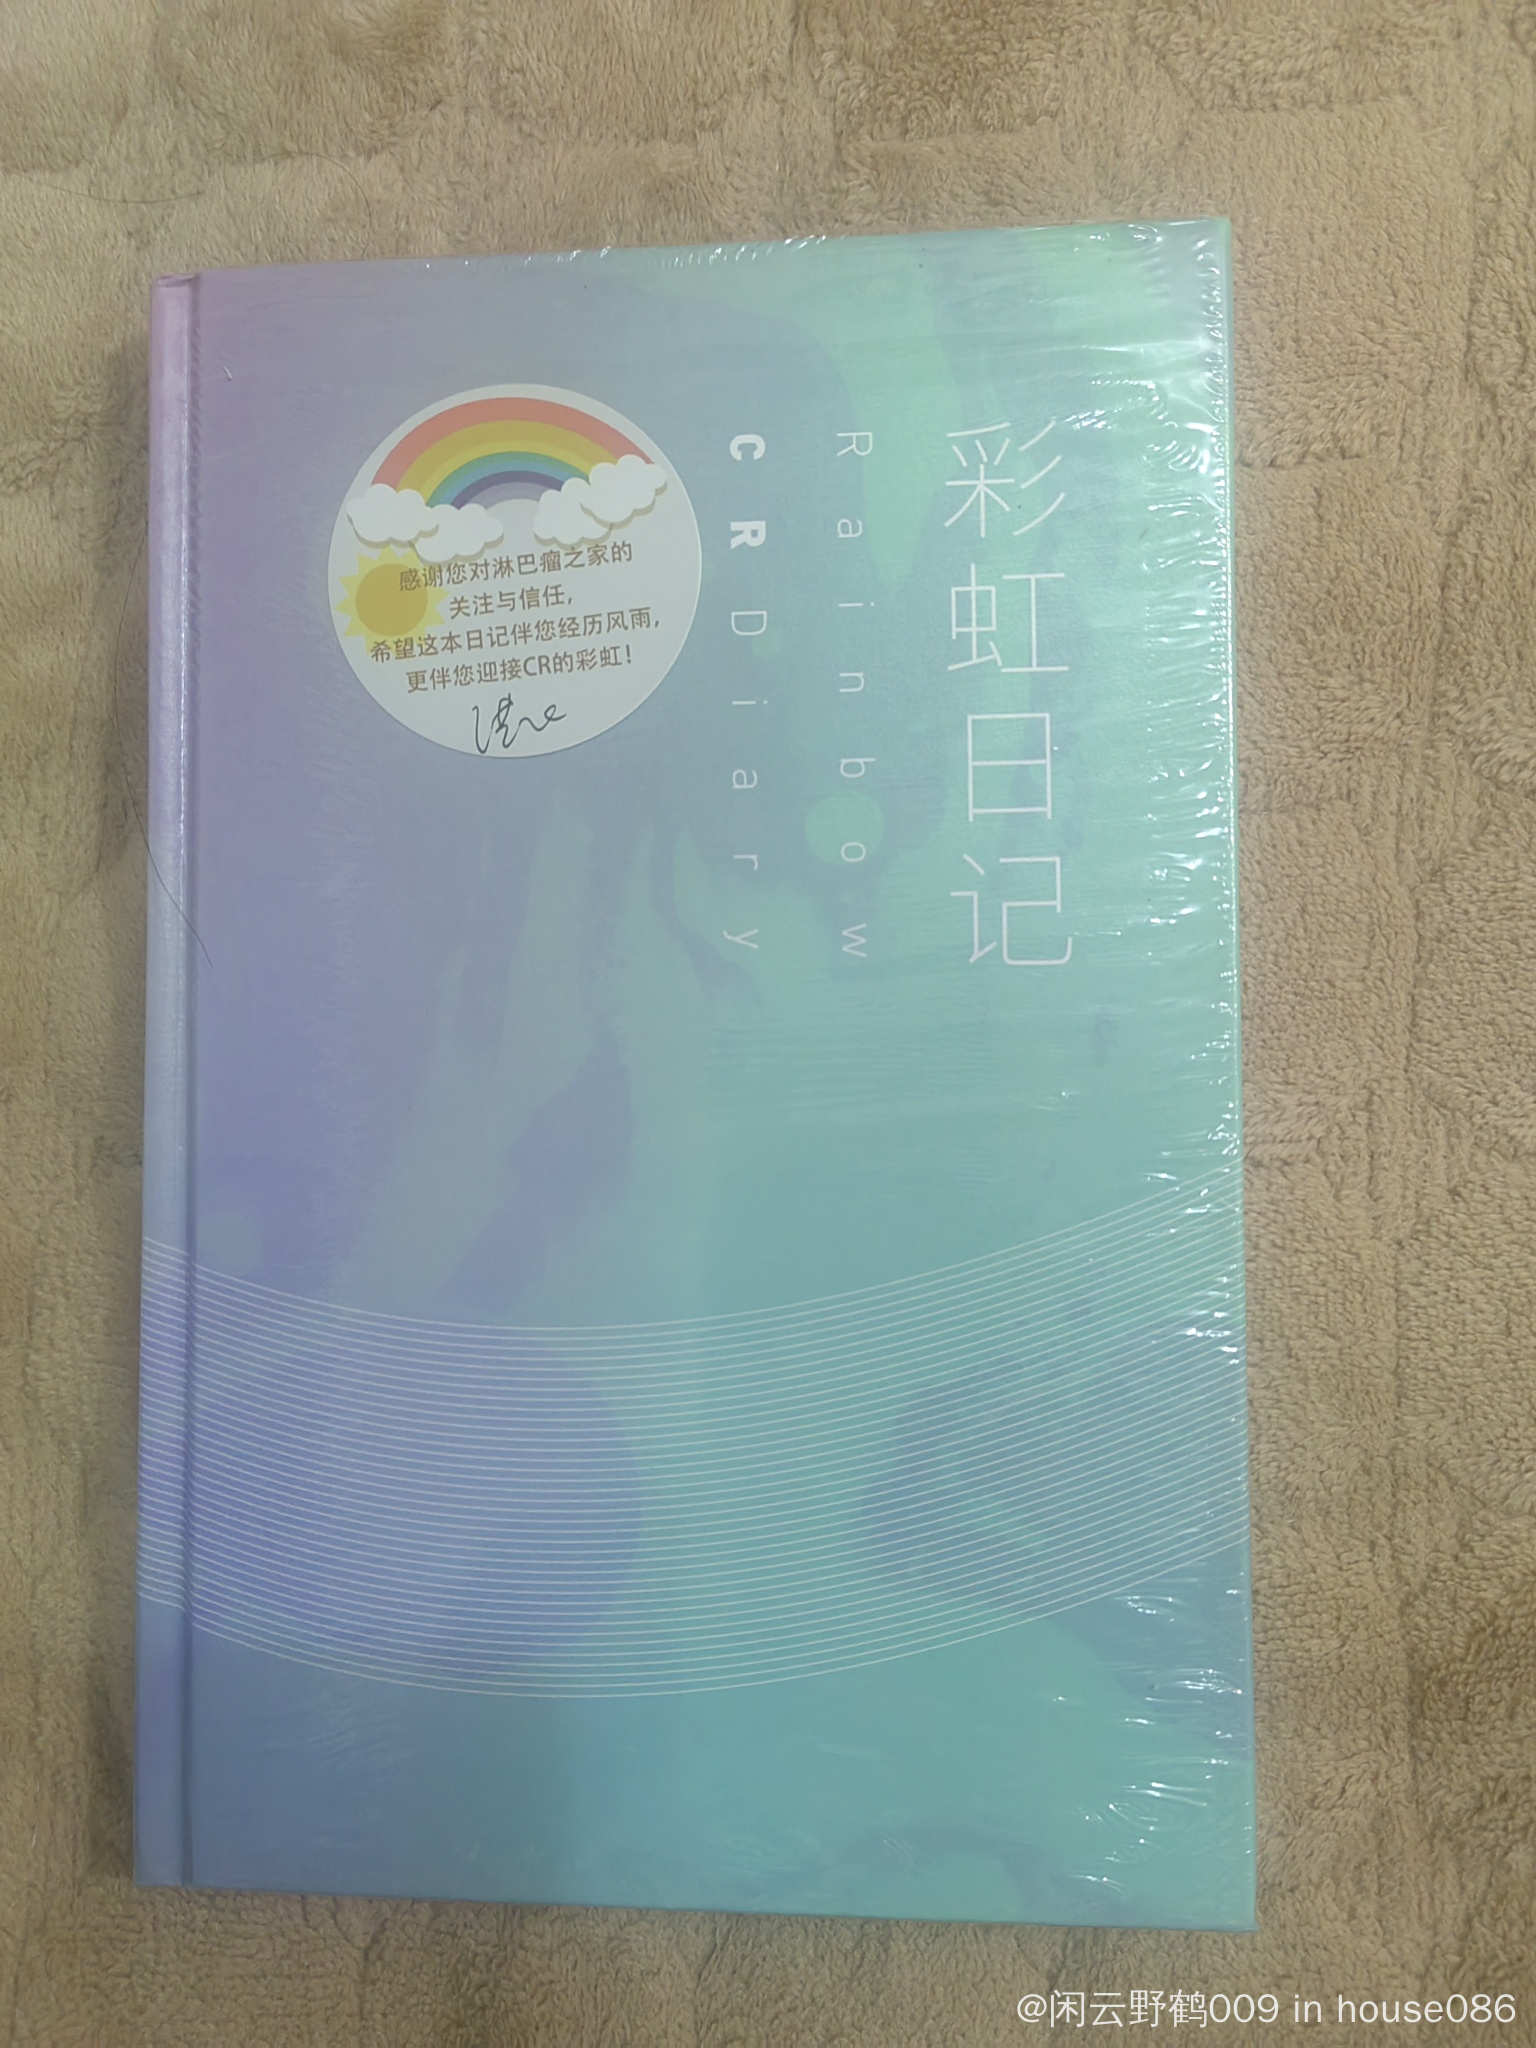 彩虹日记
Rainbow
CR Diary
感谢您对淋巴瘤之家的
关注与信任，
希望这本日记伴您经历风雨，
更伴您迎接CR的彩虹！
@闲云野鹤009 in house086